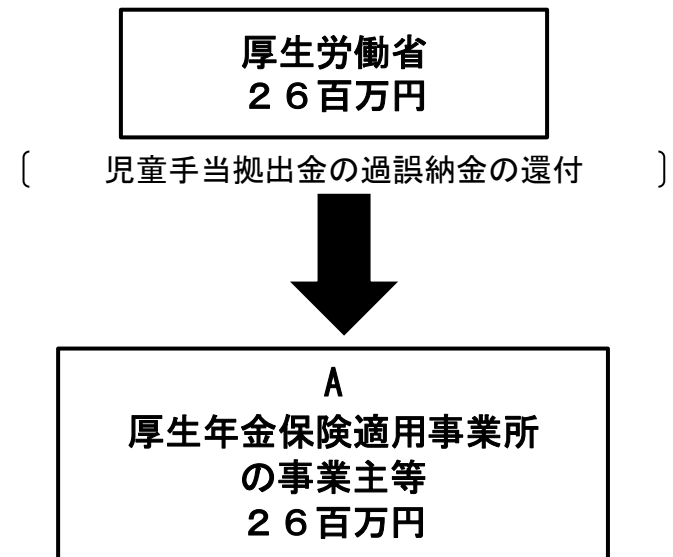 厚生労働省
２６百万円
〔 児童手当拠出金の過誤納金の還付 〕
A
厚生年金保険適用事業所
の事業主等
２６百万円